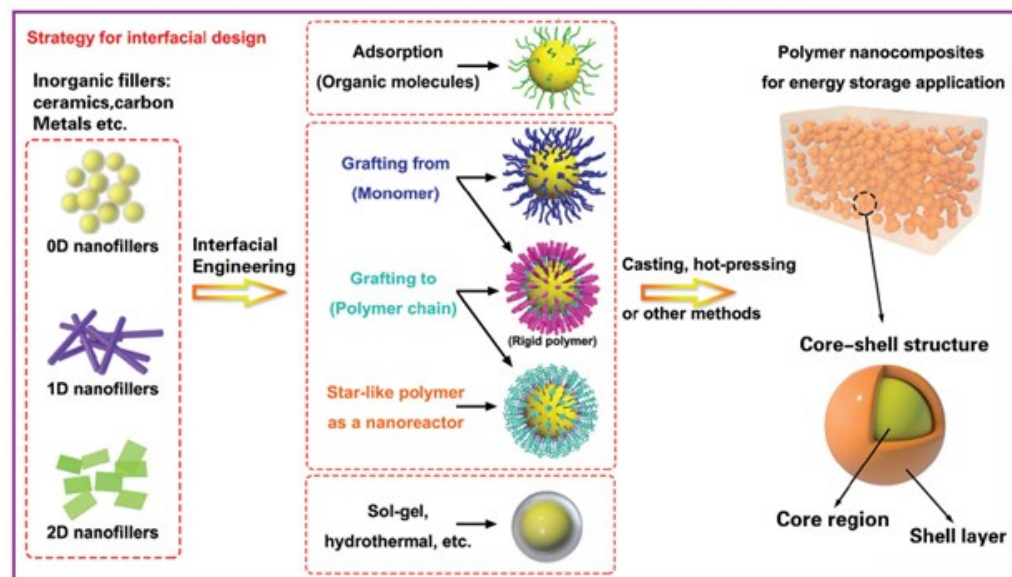 Strategy for interfacial design
Inorganic fillers:
ceramics,carbon
Metals etc.
0D nanofillers
1D nanofillers
2D nanofillers
Interfacial
Engineering
Adsorption
(Organic molecules)
Grafting from
(Monomer)
Grafting to
(Polymer chain)
(Rigid polymer)
Star-like polymer
as a nanoreactor
Sol-gel,
hydrothermal, etc.
Casting, hot-pressing
or other methods
Polymer nanocomposites
for energy storage application
Core–shell structure
Core region
Shell layer